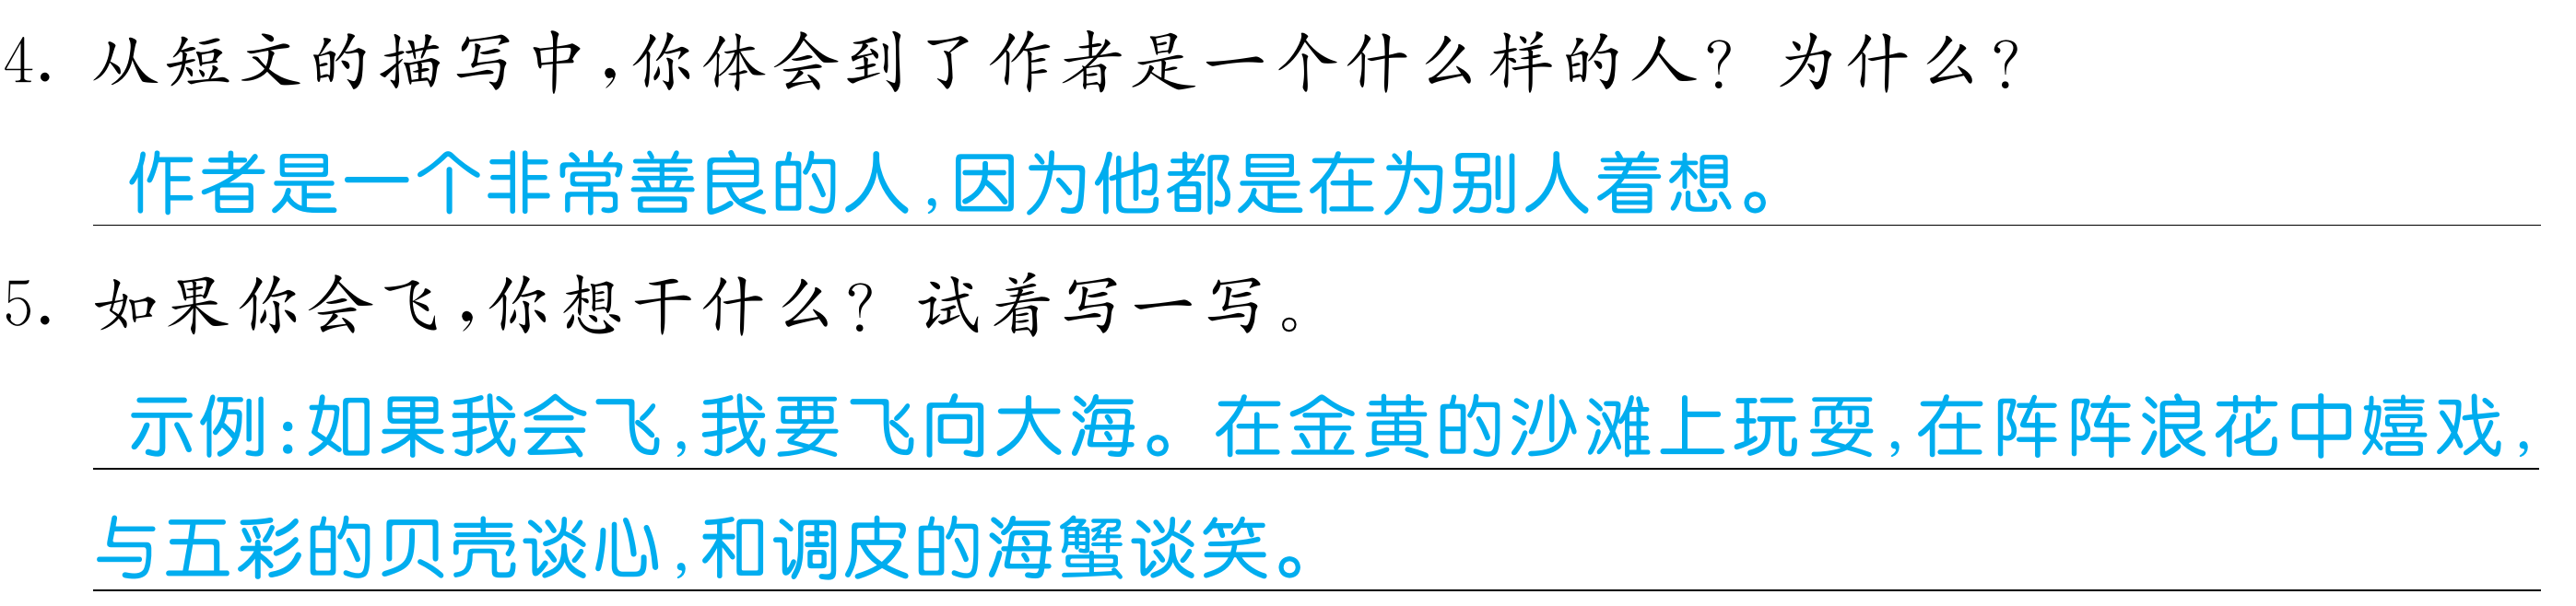 4. 从短文的描写中,你体会到了作者是一个什么样的人? 为什么?
作者是一个非常善良的人,因为他都是在为别人着想。
5. 如果你会飞,你想干什么? 试着写一写。
示例:如果我会飞,我要飞向大海。在金黄的沙滩上玩耍,在阵阵浪花中嬉戏,
与五彩的贝壳谈心,和调皮的海蟹谈笑。